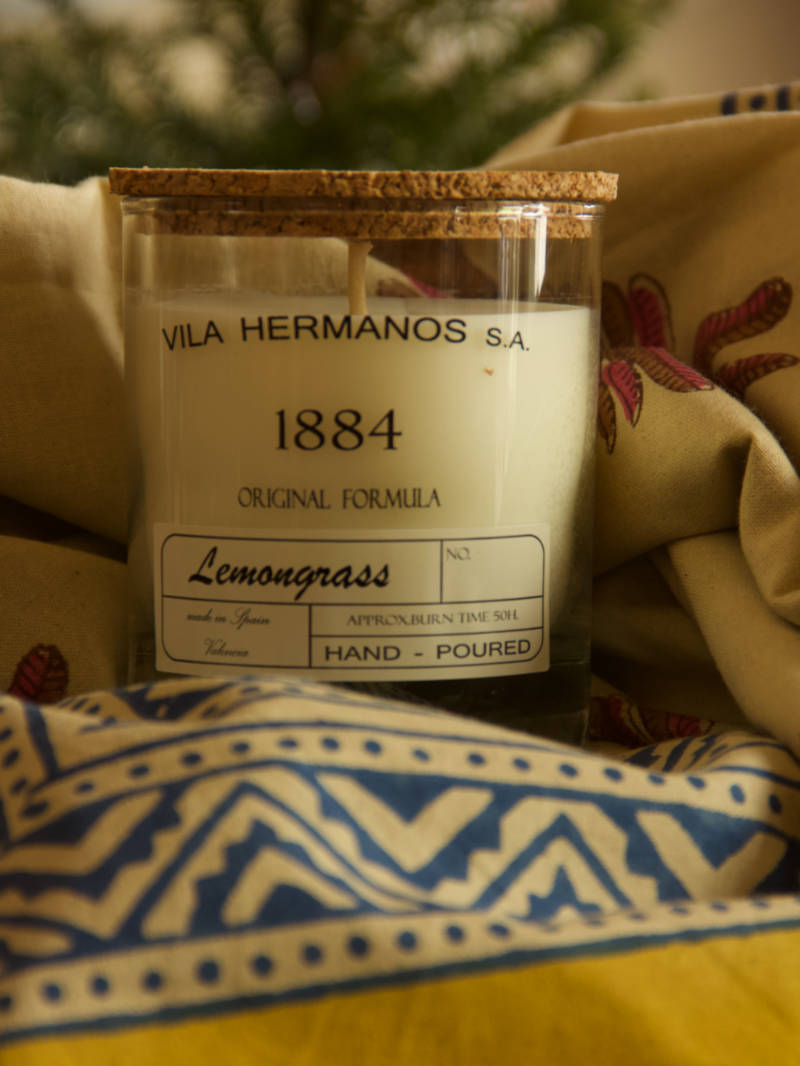 VILA HERMANOS S.A.
1884
ORIGINAL FORMULA
Lemongrass
NO.
made in Spain
Valencia
APPROX.BURN TIME 50H.
HAND - POURED